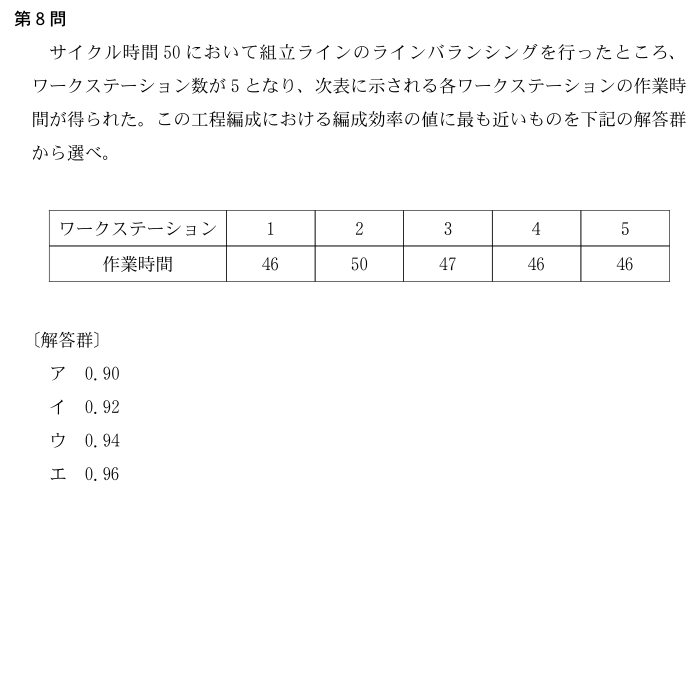 第8問
サイクル時間 50 において組立ラインのラインバランシングを行ったところ、
ワークステーション数が 5 となり、次表に示される各ワークステーションの作業時
間が得られた。この工程編成における編成効率の値に最も近いものを下記の解答群
から選べ。
ワークステーション 1 2 3 4 5
作業時間 46 50 47 46 46
〔解答群〕
ア 0.90
イ 0.92
ウ 0.94
エ 0.96